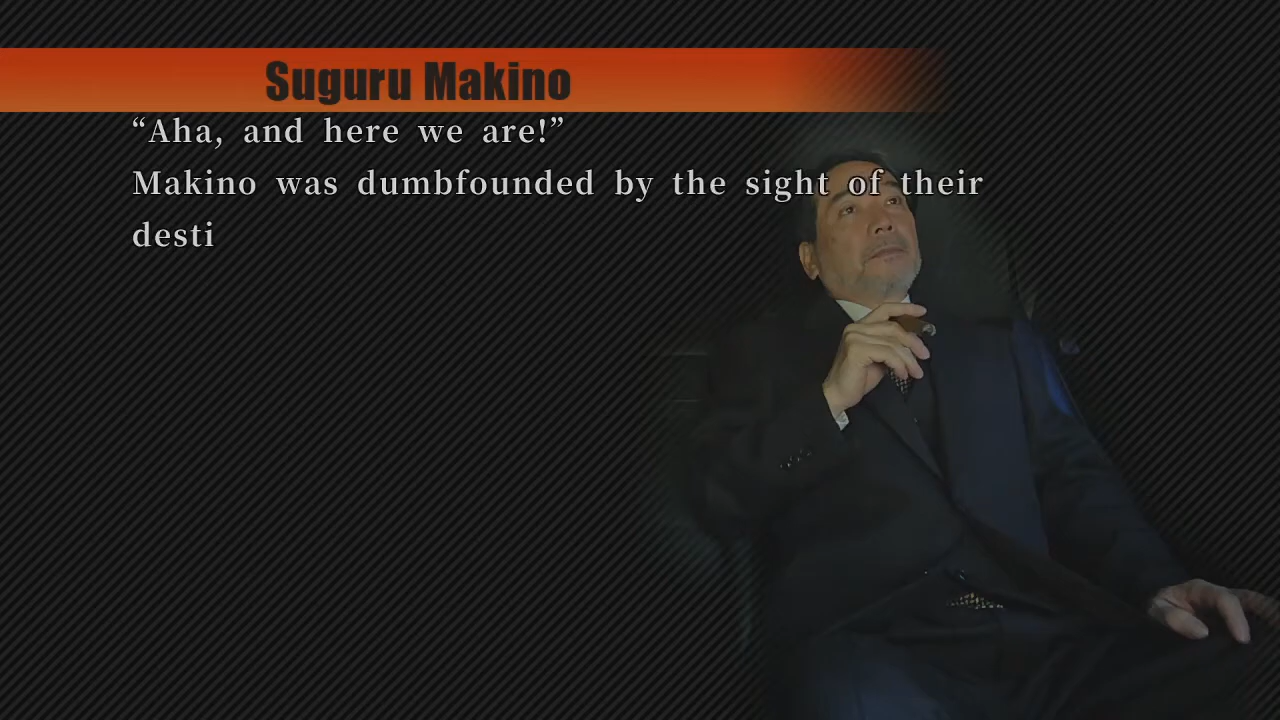 Suguru Makino
“Aha, and here we are!”
Makino was dumbfounded by the sight of their
desti